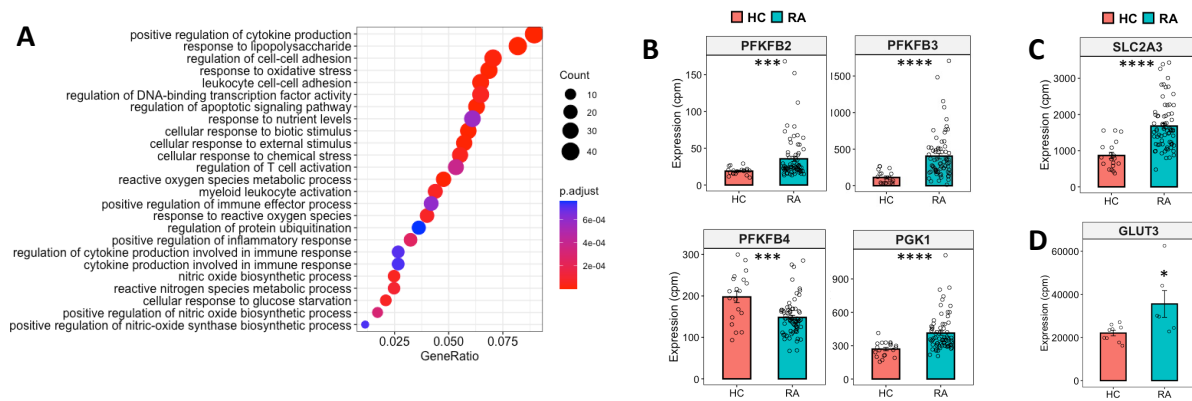 A
positive regulation of cytokine production
response to lipopolysaccharide
regulation of cell-cell adhesion
response to oxidative stress
leukocyte cell-cell adhesion
regulation of DNA-binding transcription factor activity
regulation of apoptotic signaling pathway
response to nutrient levels
cellular response to biotic stimulus
cellular response to external stimulus
cellular response to chemical stress
regulation of T cell activation
reactive oxygen species metabolic process
myeloid leukocyte activation
positive regulation of immune effector process
response to reactive oxygen species
regulation of protein ubiquitination
positive regulation of inflammatory response
regulation of cytokine production involved in immune response
cytokine production involved in immune response
nitric oxide biosynthetic process
reactive nitrogen species metabolic process
cellular response to glucose starvation
positive regulation of nitric oxide biosynthetic process
positive regulation of nitric-oxide synthase biosynthetic process
0.025 0.050 0.075
GeneRatio
Count
10
20
30
40
p.adjust
6e-04
4e-04
2e-04
HC RA
B
PFKFB2
***
Expression (cpm)
150
100
50
0
HC RA
PFKFB3
****
1500
1000
500
0
HC RA
PFKFB4
***
Expression (cpm)
300
200
100
0
HC RA
PGK1
****
900
600
300
0
HC RA
HC RA
C
SLC2A3
****
Expression (cpm)
3000
2000
1000
0
HC RA
D
GLUT3
*
Expression (cpm)
60000
40000
20000
0
HC RA